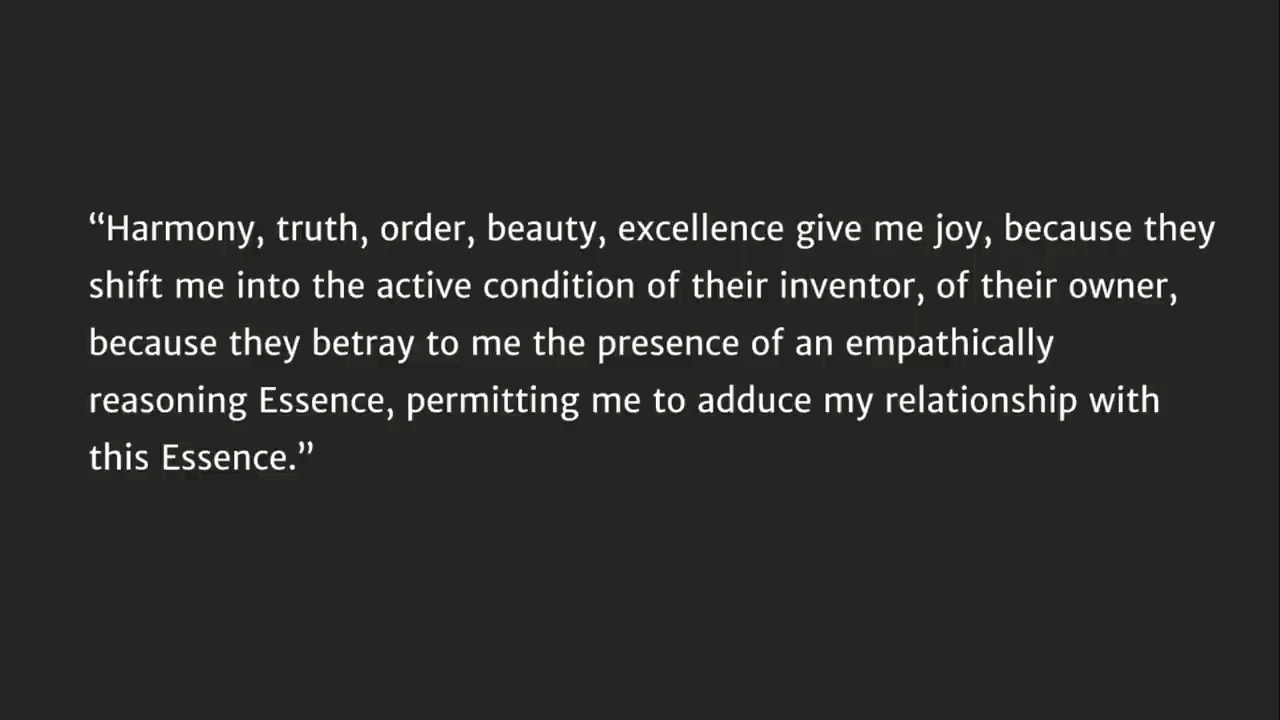 “Harmony, truth, order, beauty, excellence give me joy, because they
shift me into the active condition of their inventor, of their owner,
because they betray to me the presence of an empathically
reasoning Essence, permitting me to adduce my relationship with
this Essence.”